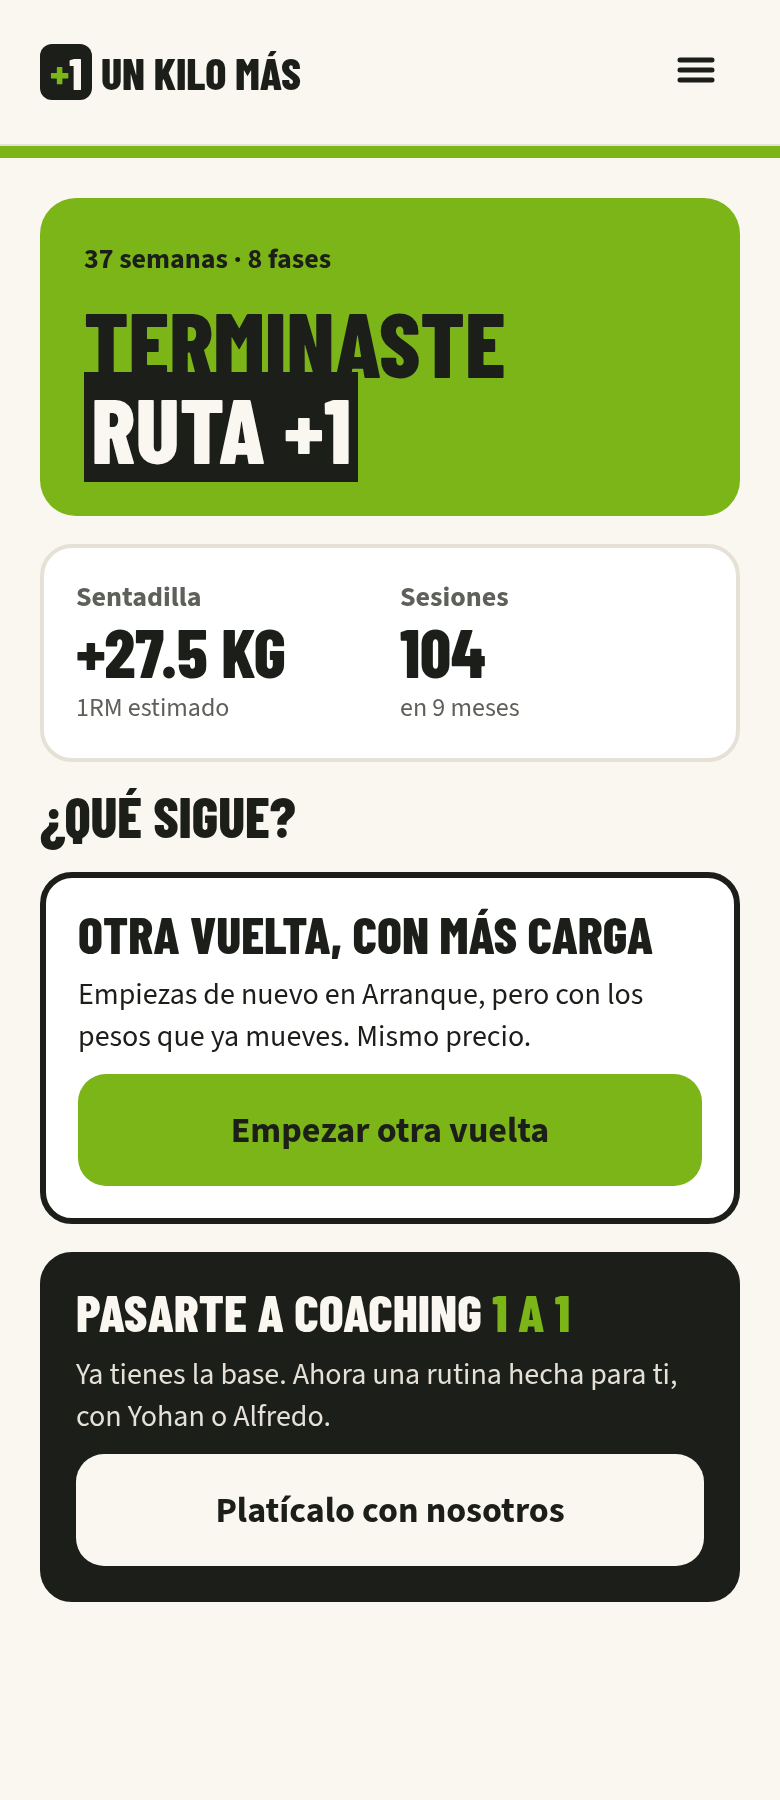 +1 UN KILO MÁS
37 semanas · 8 fases
TERMINASTE
RUTA +1
Sentadilla
+27.5 KG
1RM estimado
Sesiones
104
en 9 meses
¿QUÉ SIGUE?
OTRA VUELTA, CON MÁS CARGA
Empiezas de nuevo en Arranque, pero con los
pesos que ya mueves. Mismo precio.
Empezar otra vuelta
PASARTE A COACHING 1 A 1
Ya tienes la base. Ahora una rutina hecha para ti,
con Yohan o Alfredo.
Platícalo con nosotros